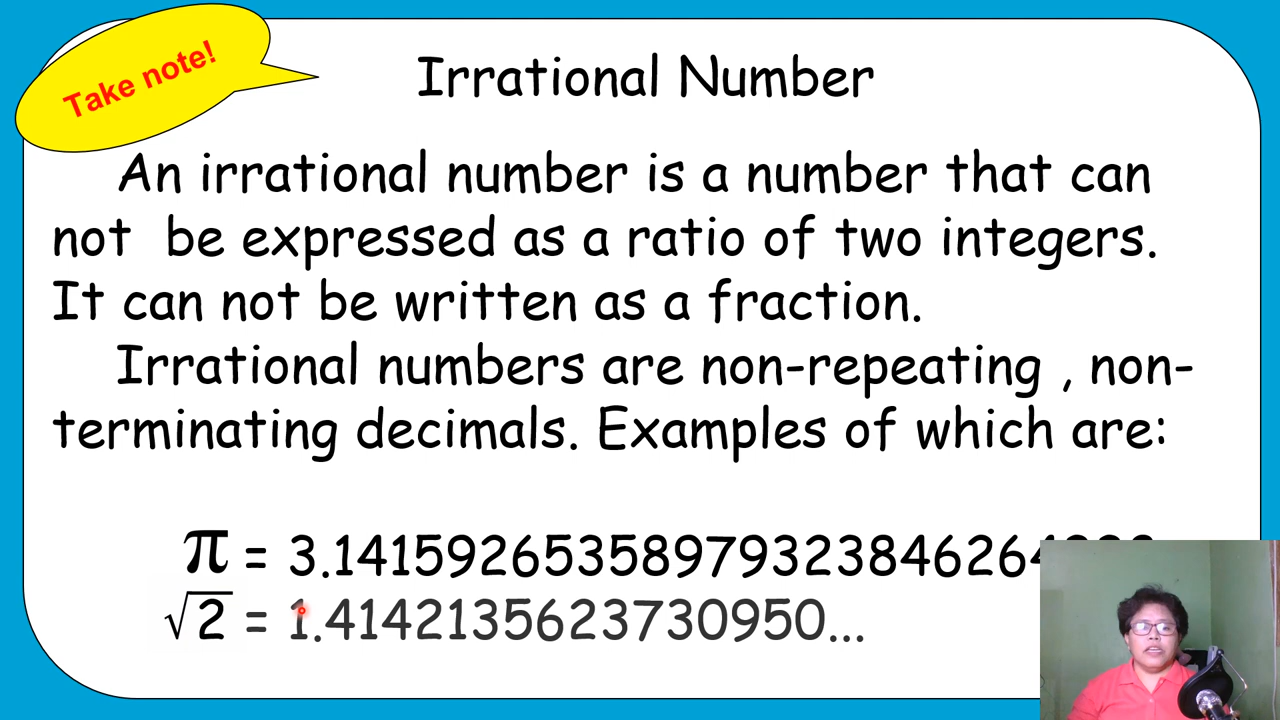 Take note!
Irrational Number
An irrational number is a number that can
not be expressed as a ratio of two integers.
It can not be written as a fraction.
Irrational numbers are non-repeating , non-
terminating decimals. Examples of which are:
π = 3.14159265358979323846264
√2 = 1.4142135623730950...